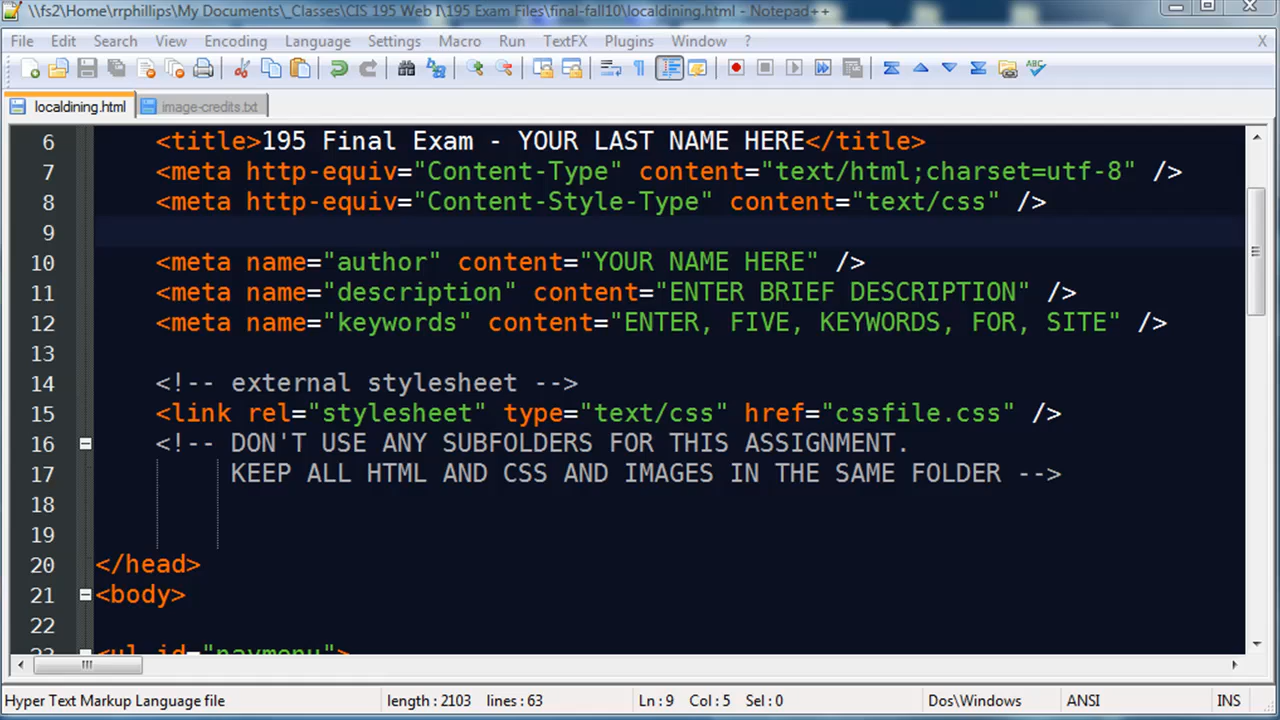 \\fs2\Home\rrphillips\My Documents\_Classes\CIS 195 Web I\195 Exam Files\final-fall10\localdining.html - Notepad++
File Edit Search View Encoding Language Settings Macro Run TextFX Plugins Window ? X
localdining.html image-credits.txt
6 <title>195 Final Exam - YOUR LAST NAME HERE</title>
7 <meta http-equiv="Content-Type" content="text/html;charset=utf-8" />
8 <meta http-equiv="Content-Style-Type" content="text/css" />
9
10 <meta name="author" content="YOUR NAME HERE" />
11 <meta name="description" content="ENTER BRIEF DESCRIPTION" />
12 <meta name="keywords" content="ENTER, FIVE, KEYWORDS, FOR, SITE" />
13
14 <!-- external stylesheet -->
15 <link rel="stylesheet" type="text/css" href="cssfile.css" />
16 <!-- DON'T USE ANY SUBFOLDERS FOR THIS ASSIGNMENT.
17 KEEP ALL HTML AND CSS AND IMAGES IN THE SAME FOLDER -->
18
19
20 </head>
21 <body>
22
23 <ul id="navmenu">
Hyper Text Markup Language file length : 2103 lines : 63 Ln : 9 Col : 5 Sel : 0 Dos\Windows ANSI INS